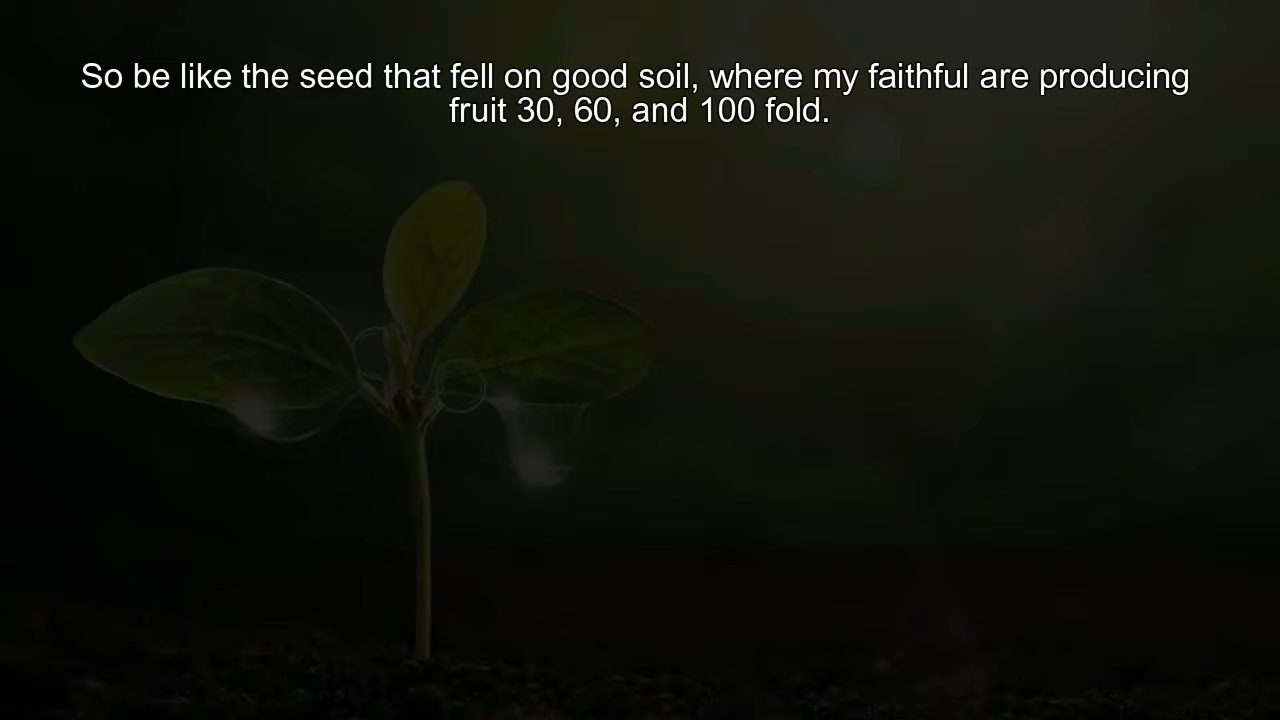 So be like the seed that fell on good soil, where my faithful are producing
fruit 30, 60, and 100 fold.